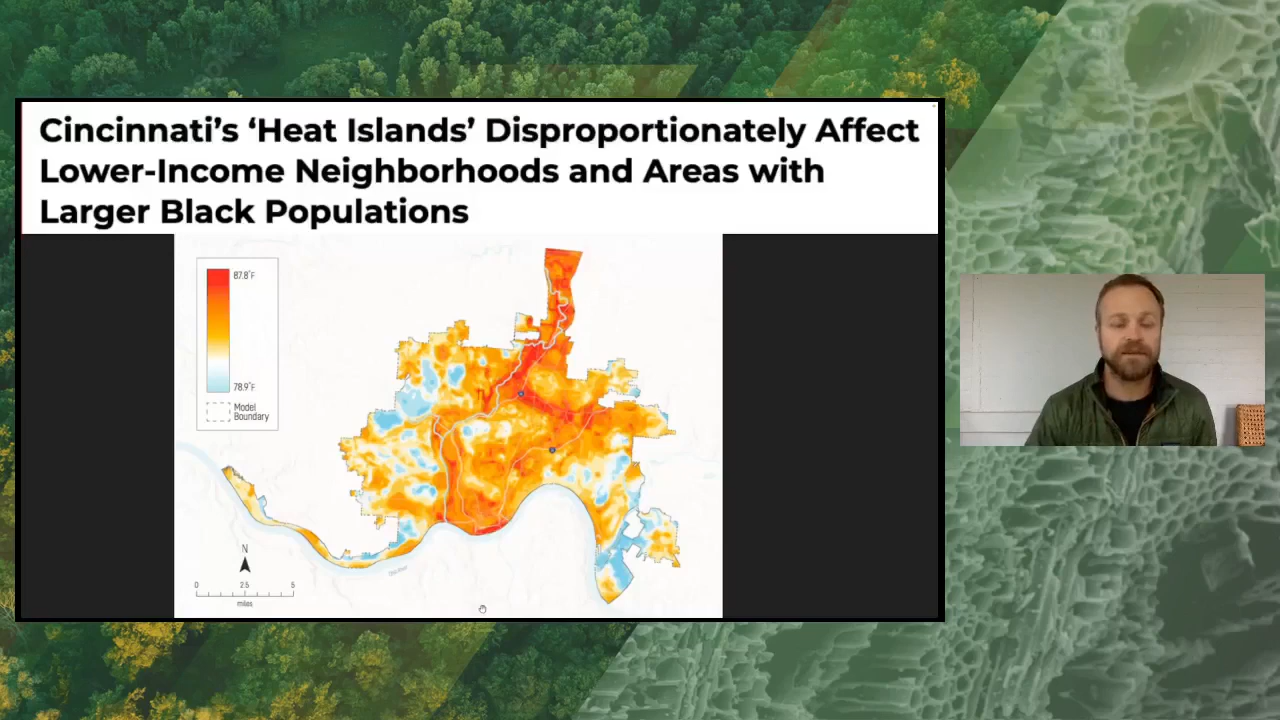 Cincinnati's 'Heat Islands' Disproportionately Affect
Lower-Income Neighborhoods and Areas with
Larger Black Populations
87.8°F
78.9°F
Model
Boundary
N
0 2.5 5
miles